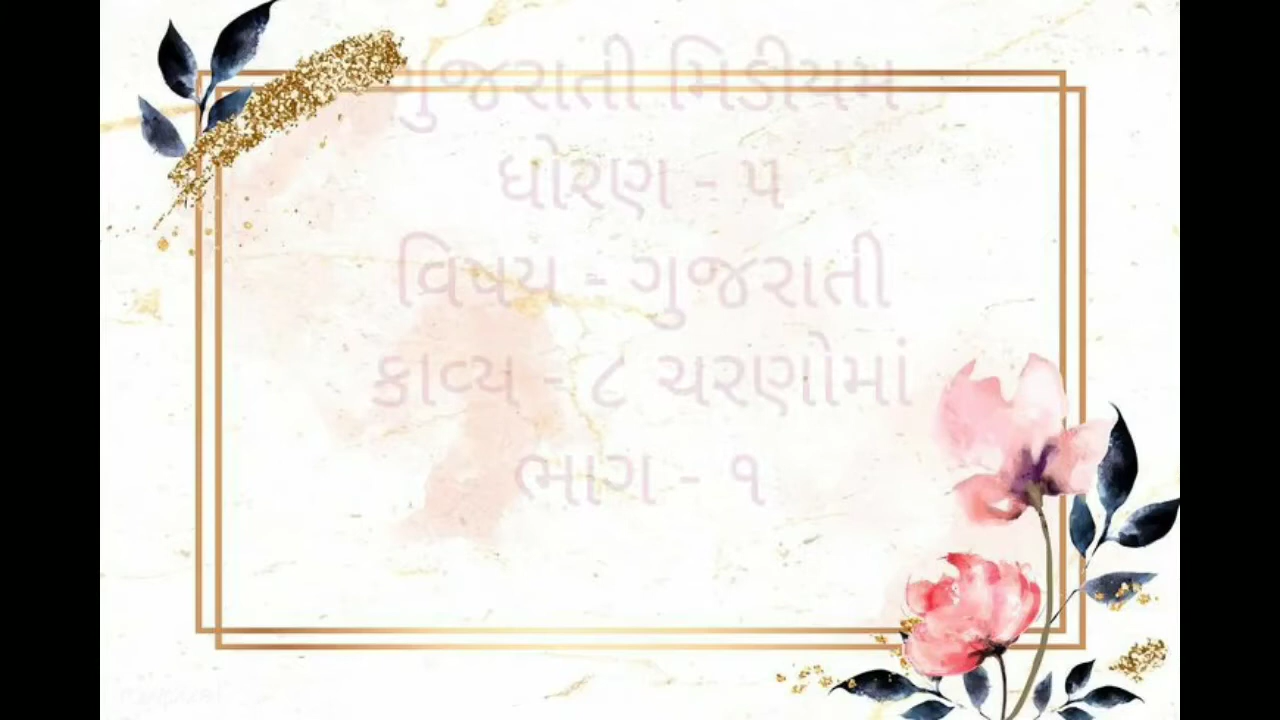 ગુજરાતી મિડીયમ
ધોરણ - ૫
વિષય - ગુજરાતી
કાવ્ય - ૮ ચરણોમાં
ભાગ - ૧